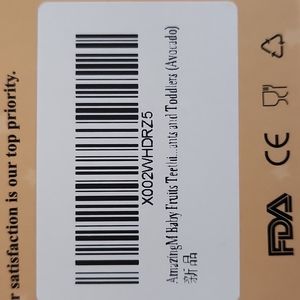 r satisfaction is our top priority.
X002WHDRZ5
AmazingM Baby Fruits Teethi...ants and Toddlers (Avocado)
新品
CE
FDA